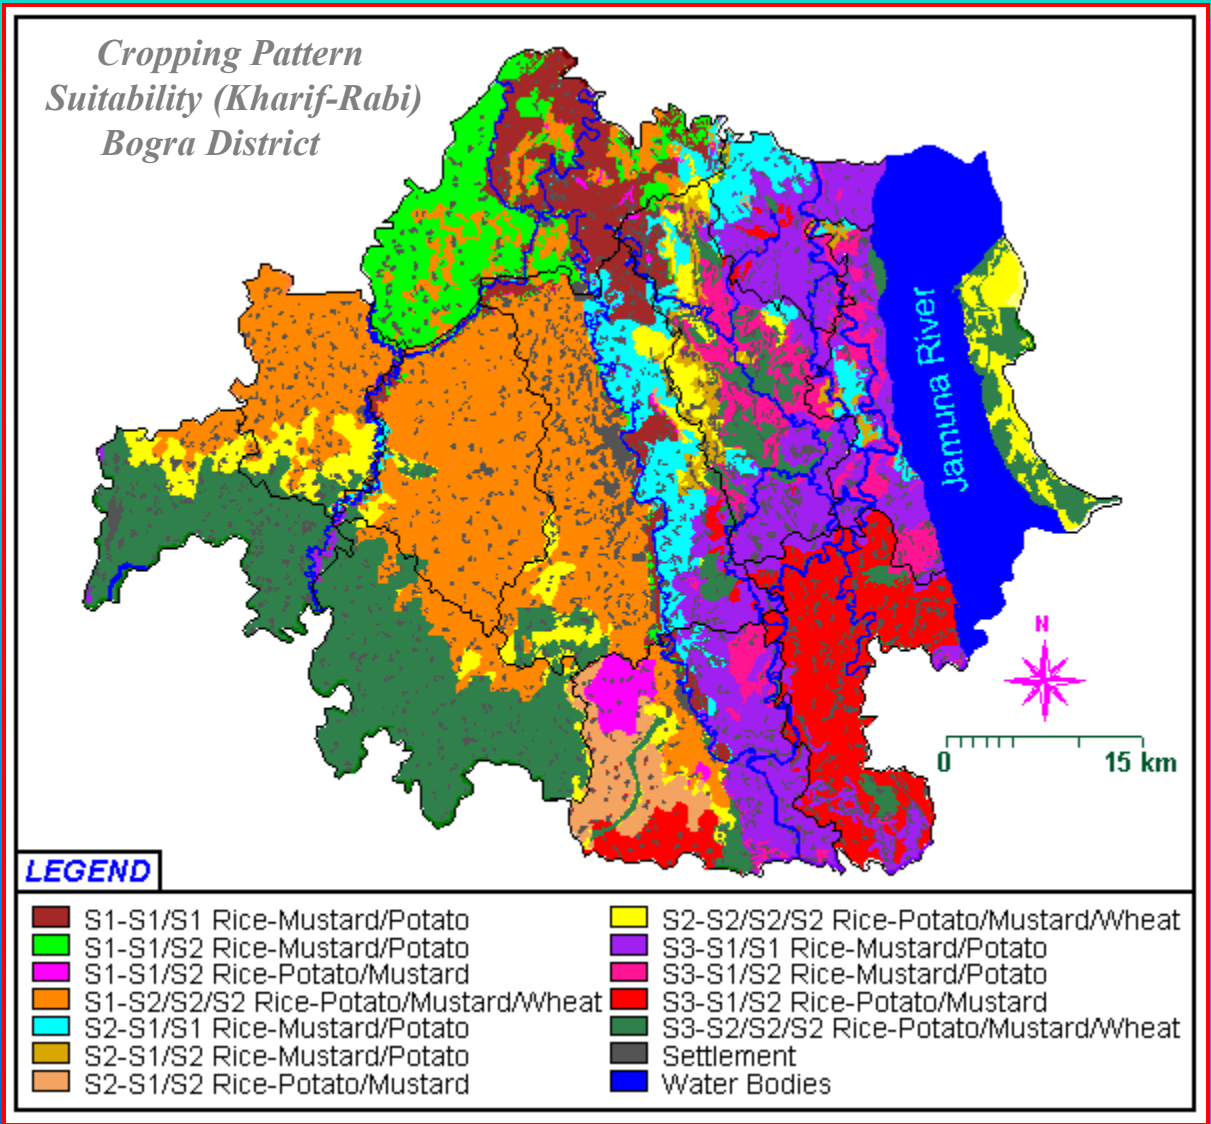 Cropping Pattern
Suitability (Kharif-Rabi)
Bogra District
Jamuna River
N
0 15 km
LEGEND
S1-S1/S1 Rice-Mustard/Potato
S1-S1/S2 Rice-Mustard/Potato
S1-S1/S2 Rice-Potato/Mustard
S1-S2/S2/S2 Rice-Potato/Mustard/Wheat
S2-S1/S1 Rice-Mustard/Potato
S2-S1/S2 Rice-Mustard/Potato
S2-S1/S2 Rice-Potato/Mustard
S2-S2/S2/S2 Rice-Potato/Mustard/Wheat
S3-S1/S1 Rice-Mustard/Potato
S3-S1/S2 Rice-Mustard/Potato
S3-S1/S2 Rice-Potato/Mustard
S3-S2/S2/S2 Rice-Potato/Mustard/Wheat
Settlement
Water Bodies